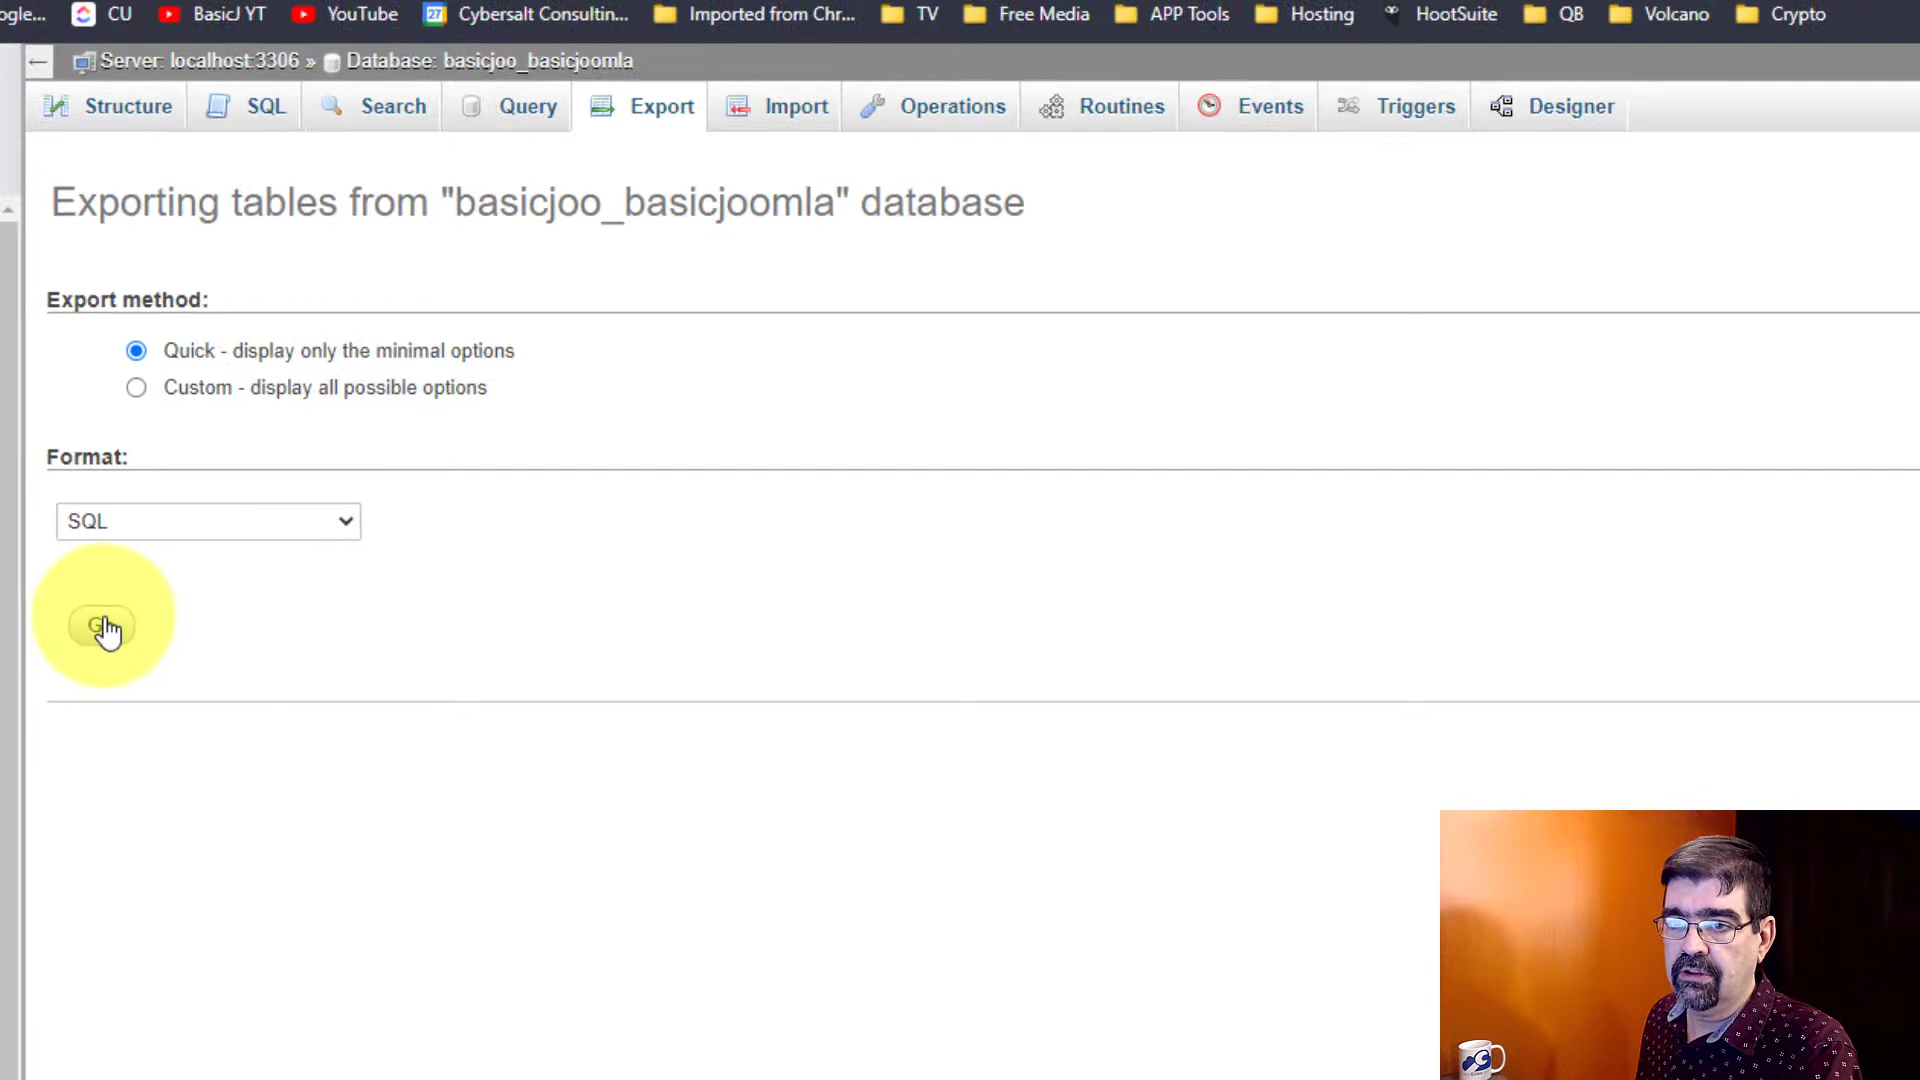 ogle... CU BasicJ YT YouTube 27 Cybersalt Consultin... Imported from Chr... TV Free Media APP Tools Hosting HootSuite QB Volcano Crypto
← Server: localhost:3306 » Database: basicjoo_basicjoomla
Structure SQL Search Query Export Import Operations Routines Events Triggers Designer
Exporting tables from "basicjoo_basicjoomla" database
Export method:
Quick - display only the minimal options
Custom - display all possible options
Format:
SQL